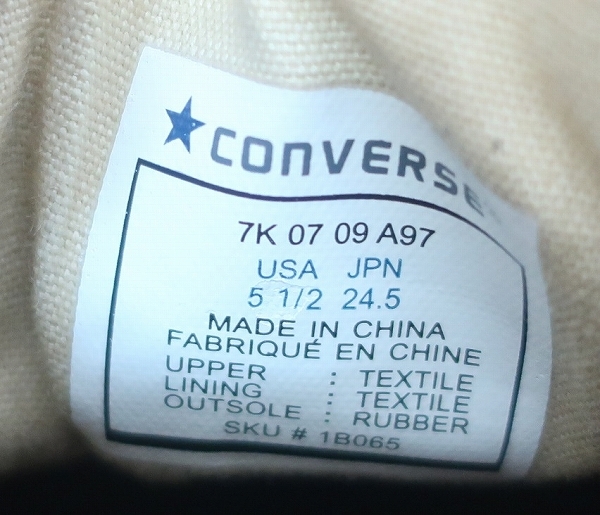 CONVERSE
7K 07 09 A97
USA JPN
5 1/2 24.5
MADE IN CHINA
FABRIQUÉ EN CHINE
UPPER : TEXTILE
LINING : TEXTILE
OUTSOLE : RUBBER
SKU # 1B065